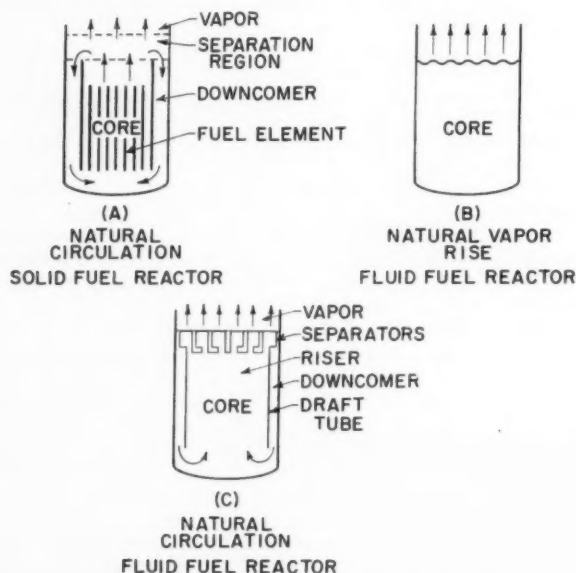 VAPOR
SEPARATION
REGION
DOWNCOMER
CORE
FUEL ELEMENT
(A)
NATURAL
CIRCULATION
SOLID FUEL REACTOR
CORE
(B)
NATURAL VAPOR
RISE
FLUID FUEL REACTOR
VAPOR
SEPARATORS
RISER
DOWNCOMER
CORE
DRAFT
TUBE
(C)
NATURAL
CIRCULATION
FLUID FUEL REACTOR